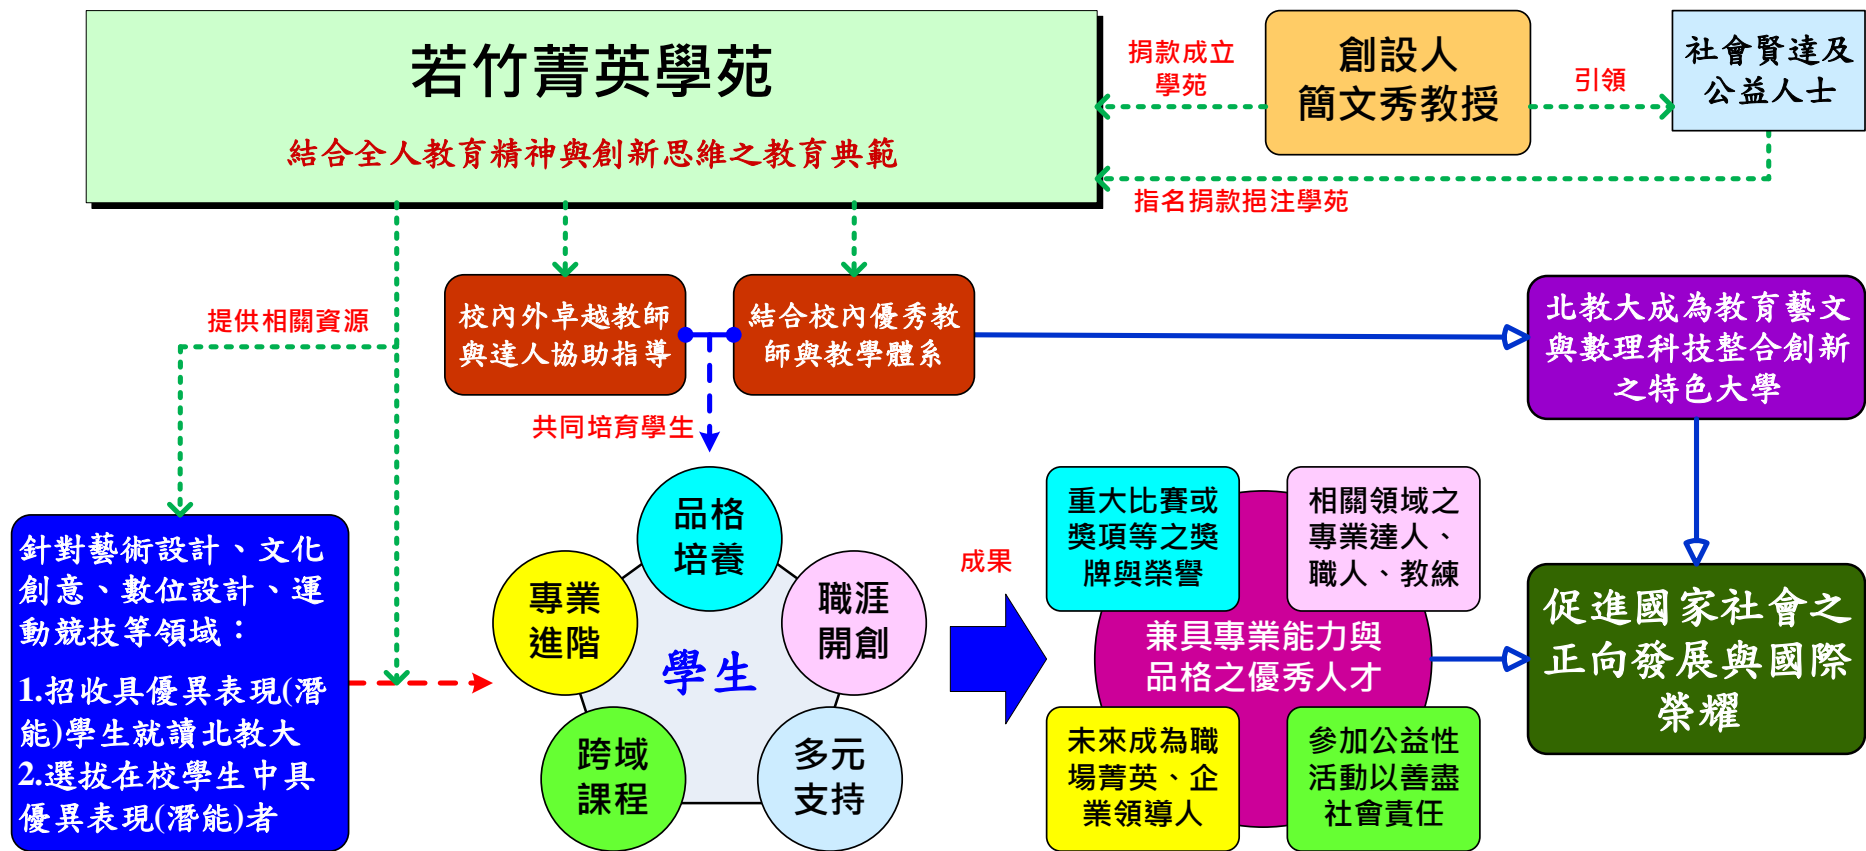 若竹菁英學苑
結合全人教育精神與創新思維之教育典範
捐款成立
學苑
創設人
簡文秀教授
引領
社會賢達及
公益人士
指名捐款挹注學苑
提供相關資源
校內外卓越教師
與達人協助指導
結合校內優秀教
師與教學體系
共同培育學生
北教大成為教育藝文
與數理科技整合創新
之特色大學
針對藝術設計、文化
創意、數位設計、運
動競技等領域：
1.招收具優異表現(潛
能)學生就讀北教大
2.選拔在校學生中具
優異表現(潛能)者
品格
培養
專業
進階
職涯
開創
學生
跨域
課程
多元
支持
成果
重大比賽或
獎項等之獎
牌與榮譽
相關領域之
專業達人、
職人、教練
兼具專業能力與
品格之優秀人才
未來成為職
場菁英、企
業領導人
參加公益性
活動以善盡
社會責任
促進國家社會之
正向發展與國際
榮耀